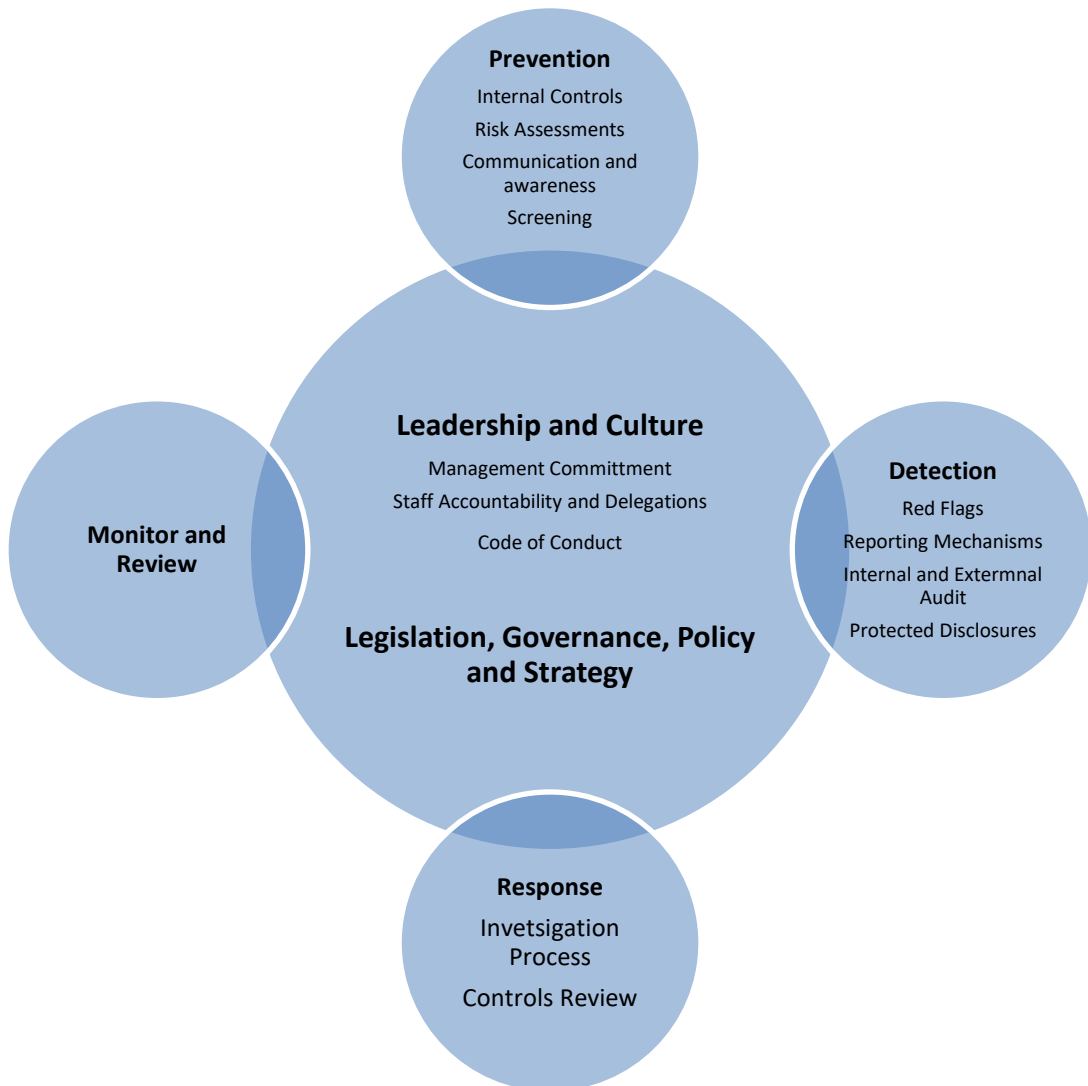 Prevention
Internal Controls
Risk Assessments
Communication and
awareness
Screening
Leadership and Culture
Management Committment
Staff Accountability and Delegations
Code of Conduct
Legislation, Governance, Policy
and Strategy
Monitor and
Review
Detection
Red Flags
Reporting Mechanisms
Internal and Extermnal
Audit
Protected Disclosures
Response
Invetsigation
Process
Controls Review